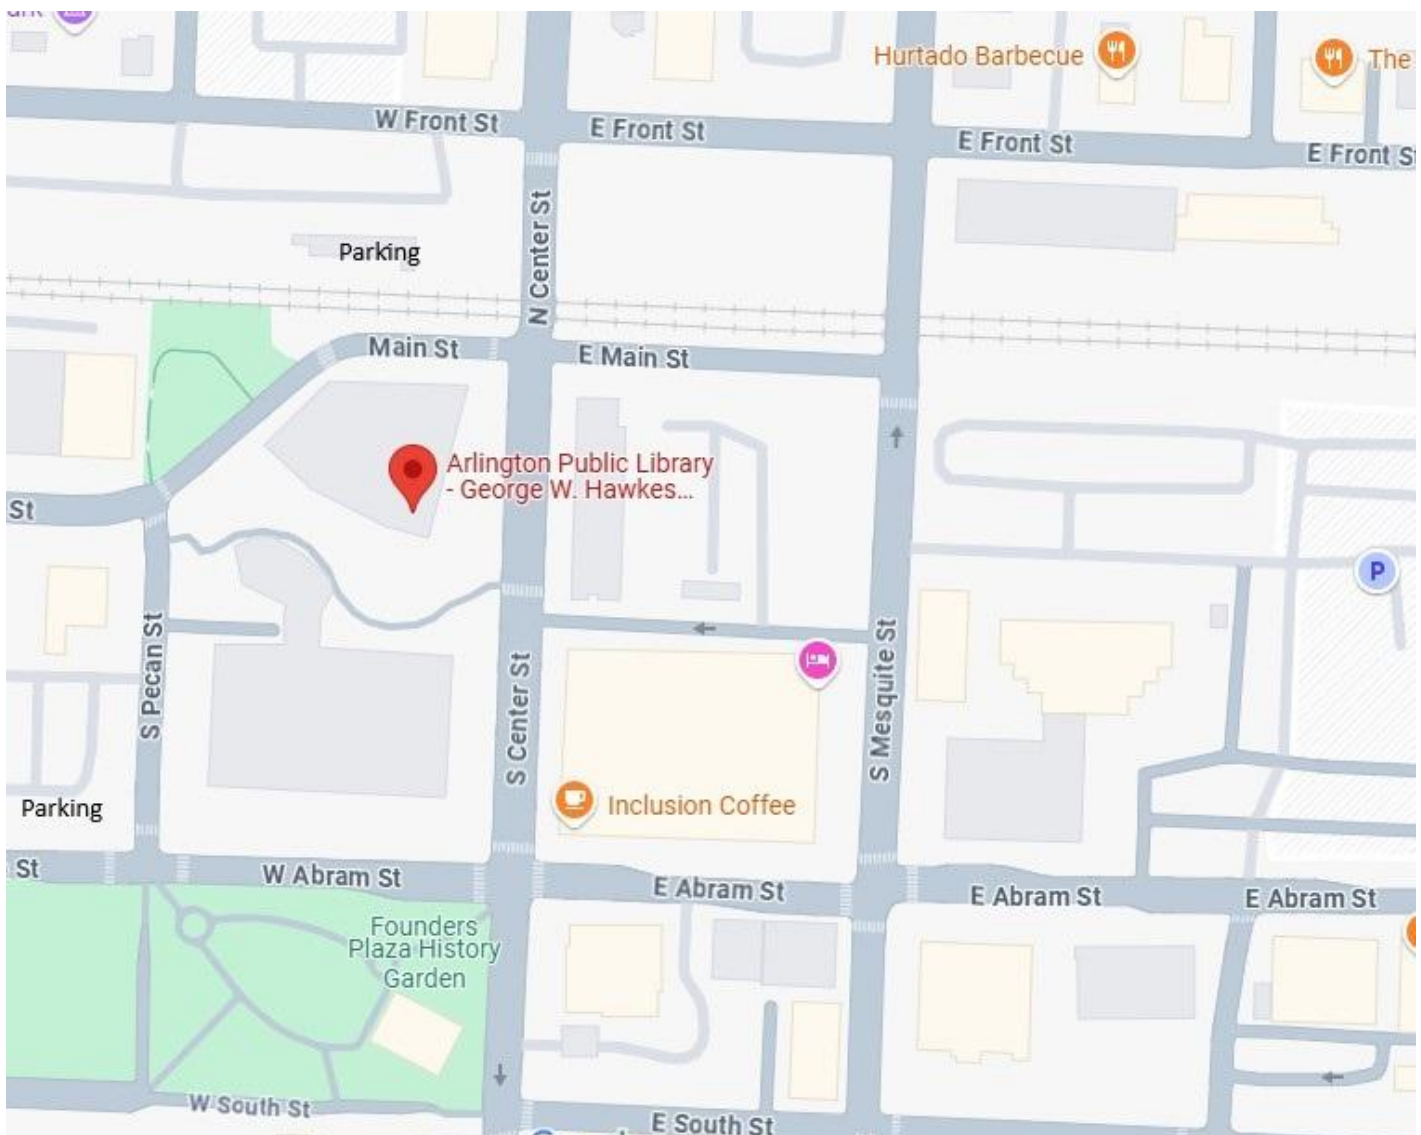 Hurtado Barbecue
The
W Front St
E Front St
E Front St
E Front St
N Center St
Parking
Main St
E Main St
Arlington Public Library
- George W. Hawkes...
St
P
S Pecan St
S Center St
S Mesquite St
Inclusion Coffee
Parking
St
W Abram St
E Abram St
E Abram St
E Abram St
Founders
Plaza History
Garden
W South St
E South St